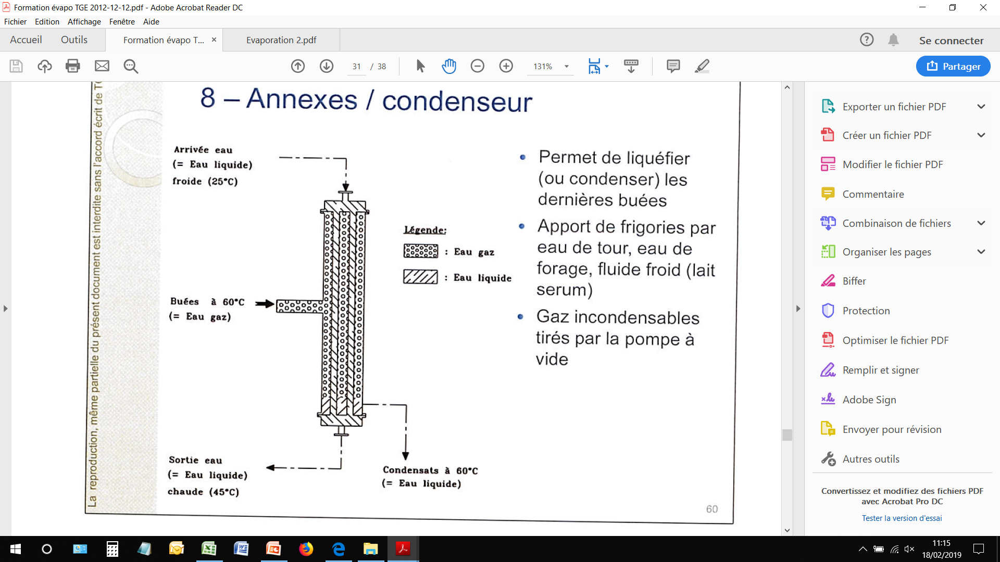 Formation évapo TGE 2012-12-12.pdf - Adobe Acrobat Reader DC
Fichier Edition Affichage Fenêtre Aide
Accueil Outils Formation évapo T... × Evaporation 2.pdf Se connecter
31 / 38 131% Partager
8 – Annexes / condenseur
La reproduction, même partielle du présent document est interdite sans l'accord écrit de
Arrivée eau
(= Eau liquide)
froide (25°C)
Buées à 60°C
(= Eau gaz)
Légende:
: Eau gaz
: Eau liquide
Sortie eau
(= Eau liquide)
chaude (45°C)
Condensats à 60°C
(= Eau liquide)
• Permet de liquéfier
(ou condenser) les
dernières buées
• Apport de frigories par
eau de tour, eau de
forage, fluide froid (lait
serum)
• Gaz incondensables
tirés par la pompe à
vide
60
Exporter un fichier PDF
Créer un fichier PDF
Modifier le fichier PDF
Commentaire
Combinaison de fichiers
Organiser les pages
Biffer
Protection
Optimiser le fichier PDF
Remplir et signer
Adobe Sign
Envoyer pour révision
Autres outils
Convertissez et modifiez des fichiers PDF
avec Acrobat Pro DC
Tester la version d'essai
11:15
18/02/2019